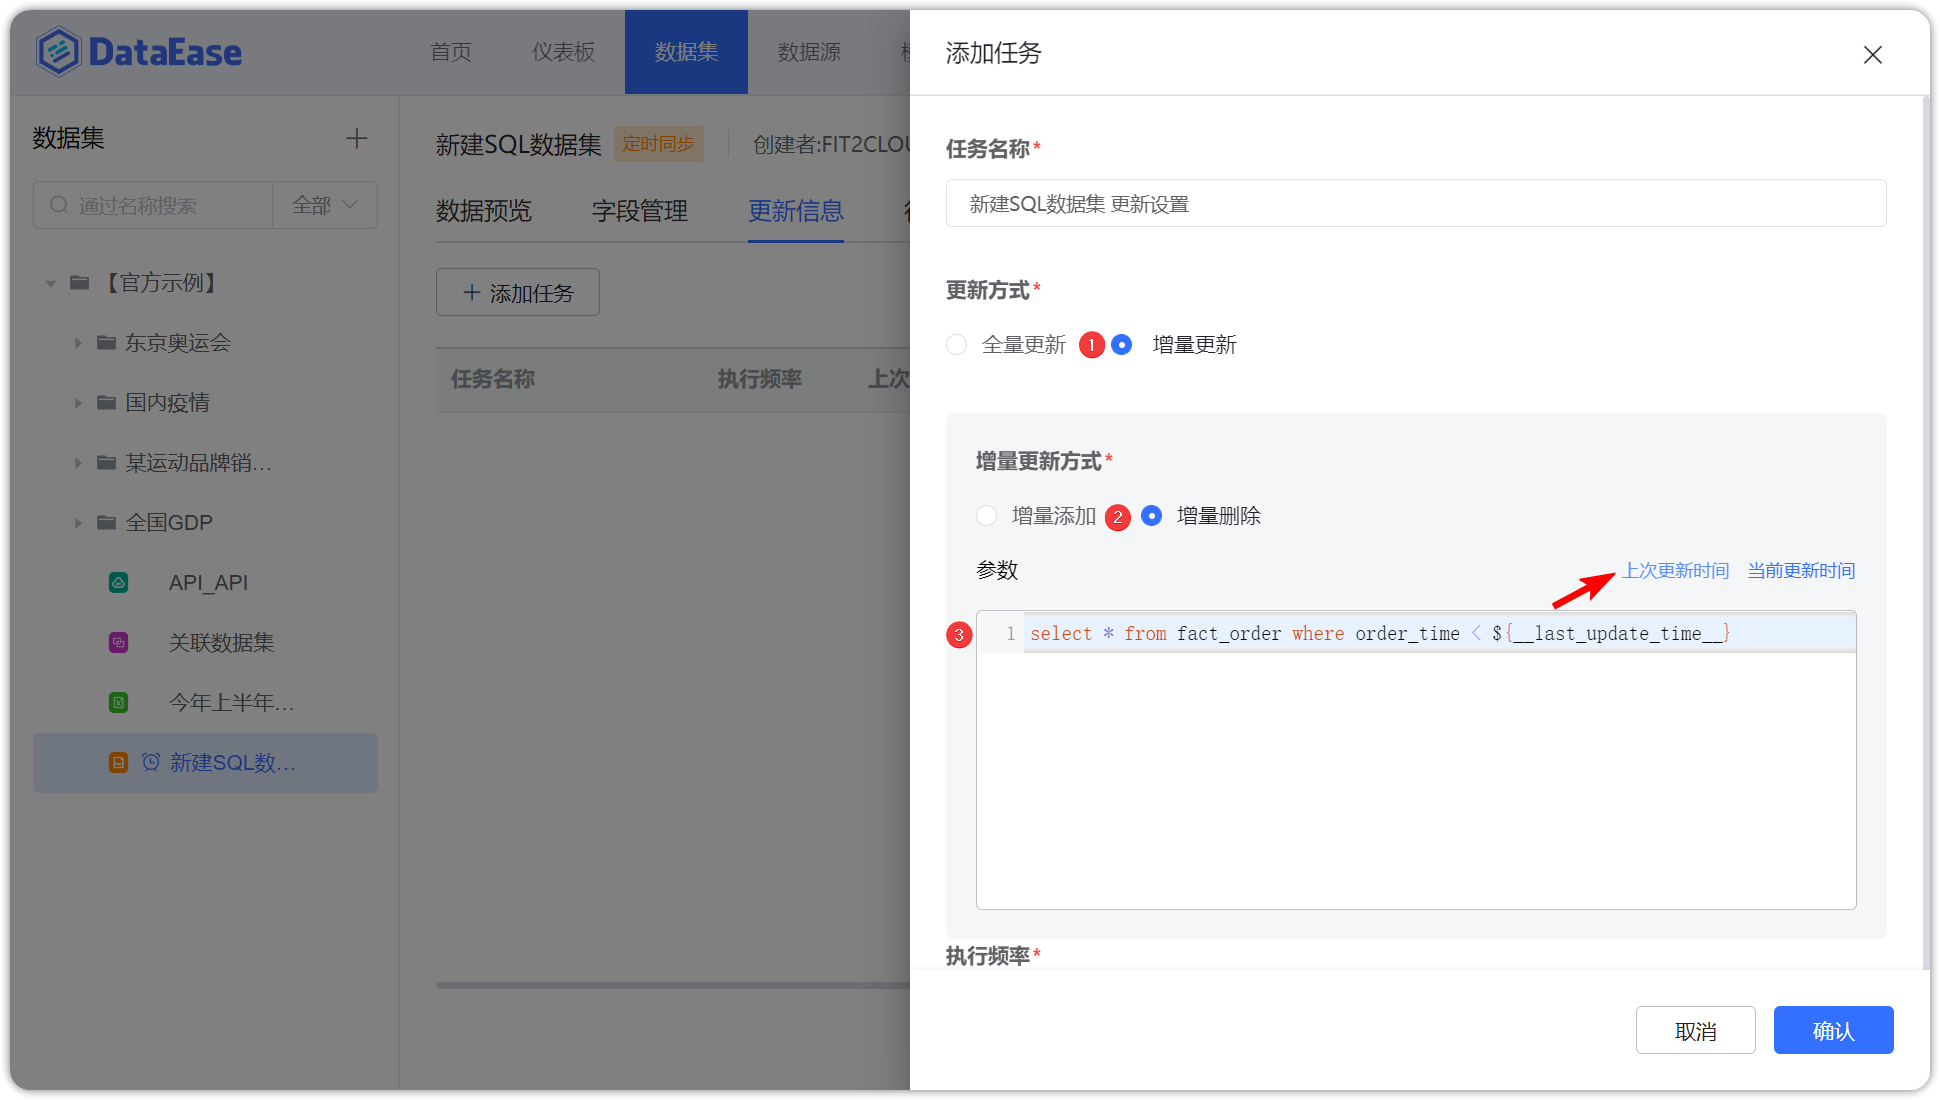 DataEase
首页
仪表板
数据集
数据源
数据集
通过名称搜索
全部
【官方示例】
东京奥运会
国内疫情
某运动品牌销...
全国GDP
API_API
关联数据集
今年上半年...
新建SQL数...
新建SQL数据集
定时同步
创建者:FIT2CLOU
数据预览
字段管理
更新信息
添加任务
任务名称
执行频率
上次
添加任务
任务名称*
新建SQL数据集 更新设置
更新方式*
全量更新
1
增量更新
增量更新方式*
增量添加
2
增量删除
参数
上次更新时间
当前更新时间
3
1 select * from fact_order where order_time < ${__last_update_time__}
执行频率*
取消
确认